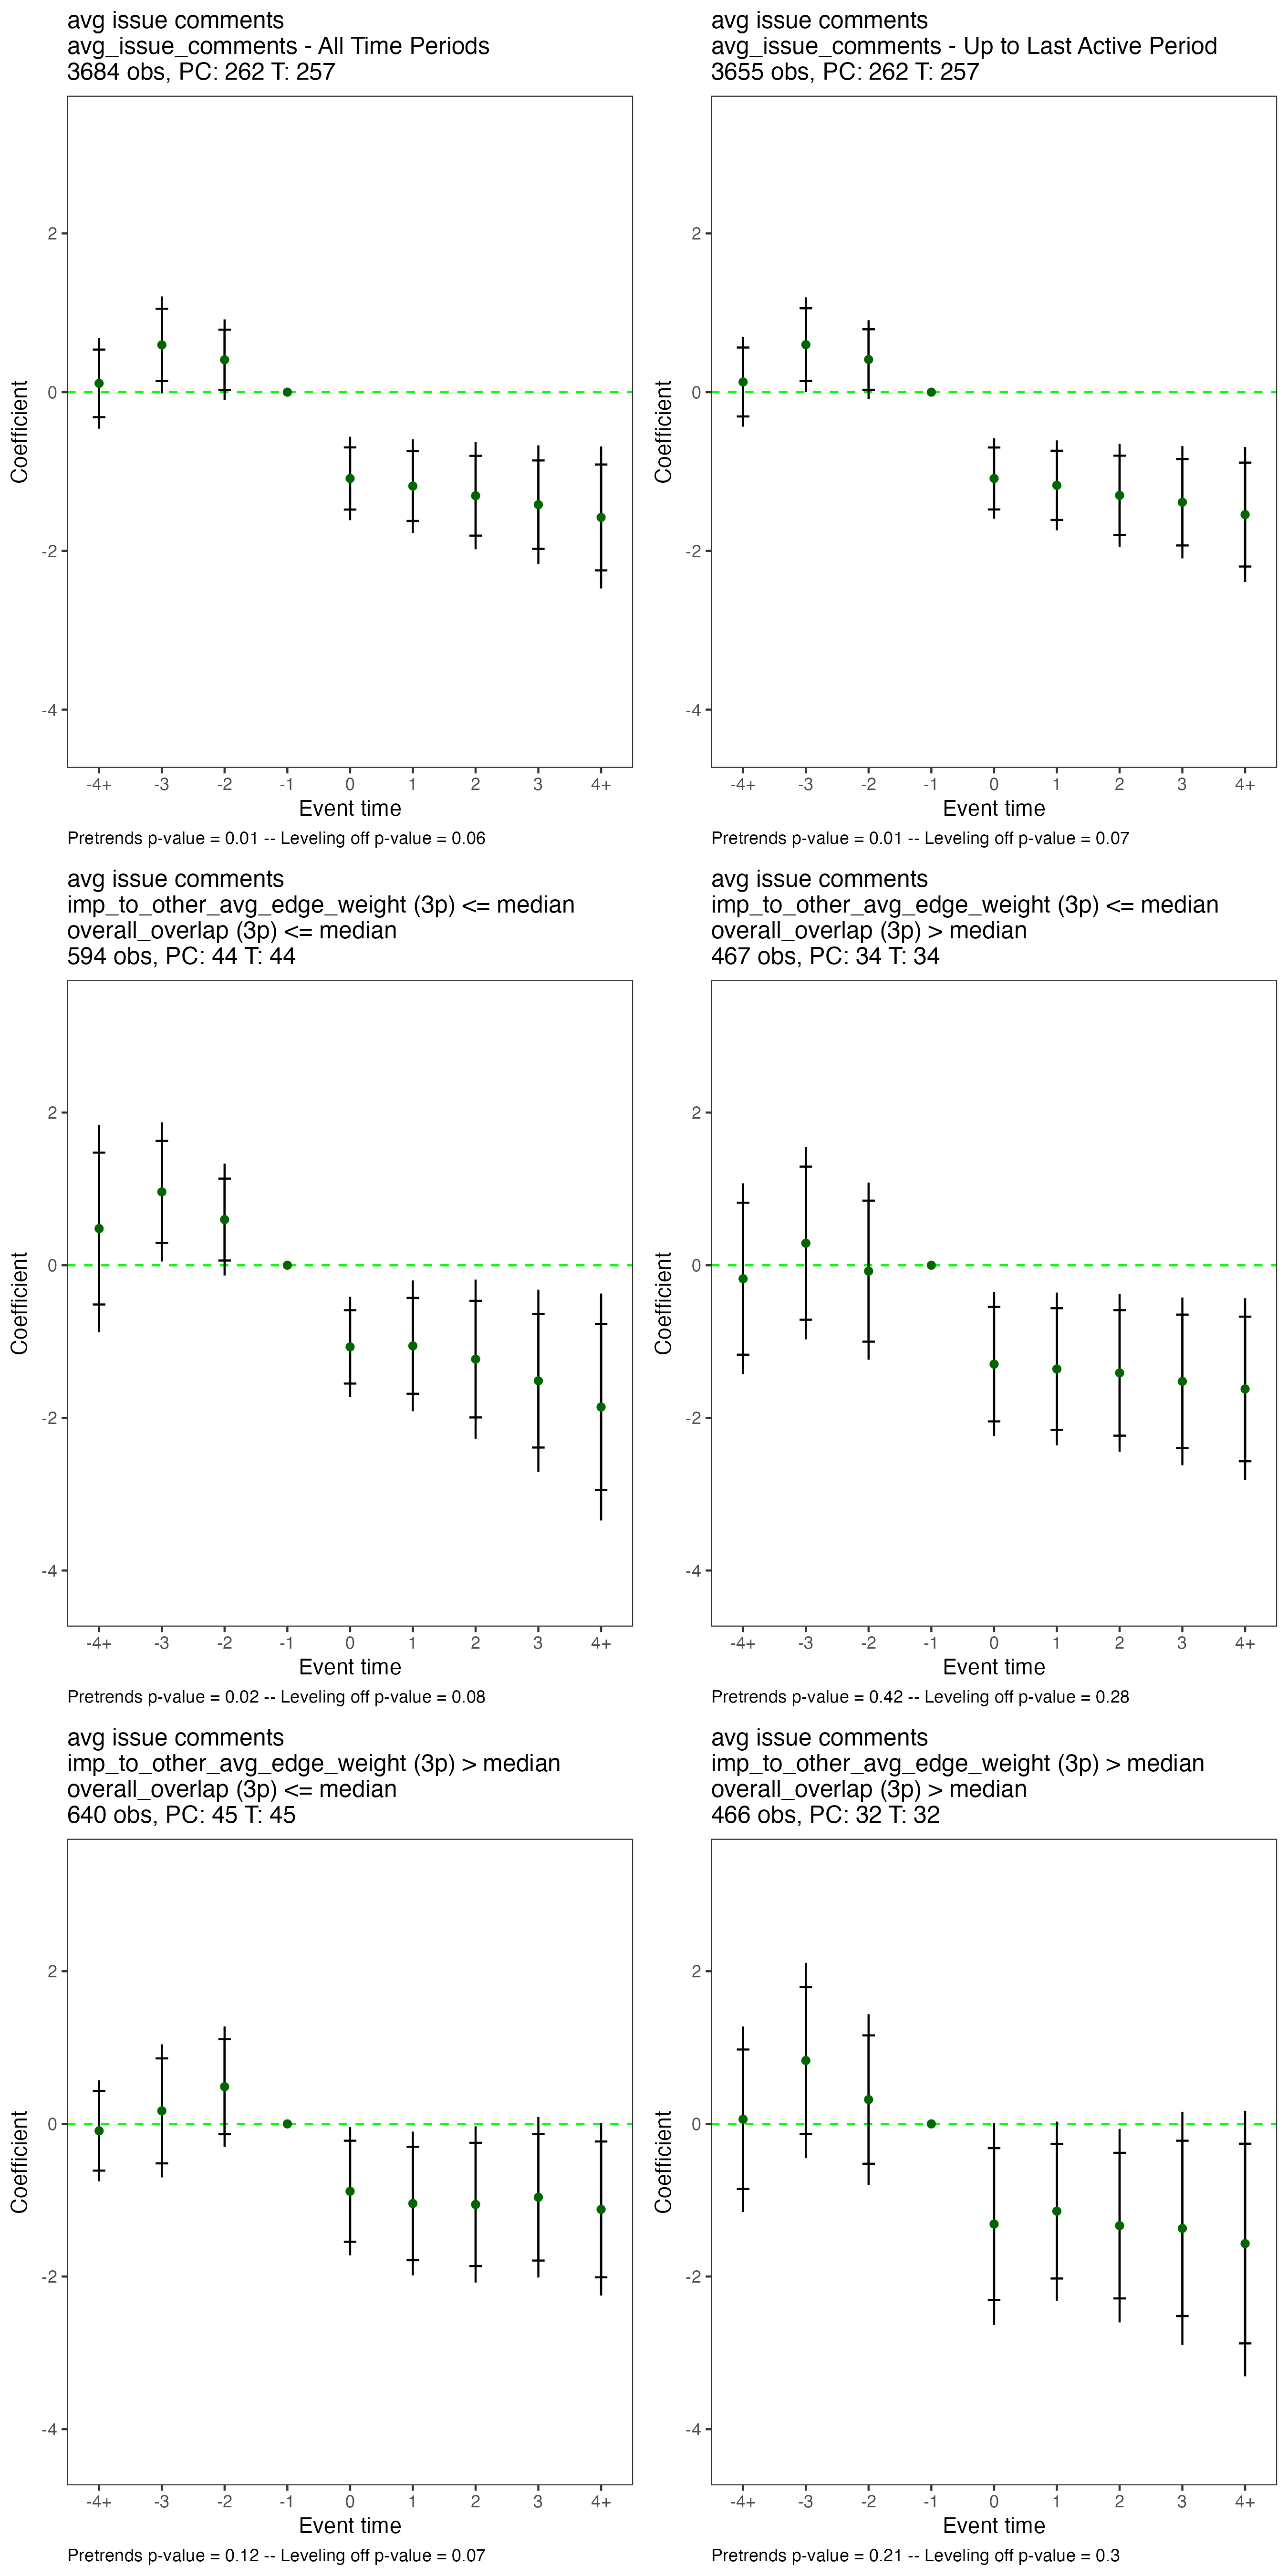 avg issue comments
avg_issue_comments - All Time Periods
3684 obs, PC: 262 T: 257
Coefficient
2
0
-2
-4
-4+ -3 -2 -1 0 1 2 3 4+
Event time
Pretrends p-value = 0.01 -- Leveling off p-value = 0.06
avg issue comments
avg_issue_comments - Up to Last Active Period
3655 obs, PC: 262 T: 257
Coefficient
2
0
-2
-4
-4+ -3 -2 -1 0 1 2 3 4+
Event time
Pretrends p-value = 0.01 -- Leveling off p-value = 0.07
avg issue comments
imp_to_other_avg_edge_weight (3p) <= median
overall_overlap (3p) <= median
594 obs, PC: 44 T: 44
Coefficient
2
0
-2
-4
-4+ -3 -2 -1 0 1 2 3 4+
Event time
Pretrends p-value = 0.02 -- Leveling off p-value = 0.08
avg issue comments
imp_to_other_avg_edge_weight (3p) <= median
overall_overlap (3p) > median
467 obs, PC: 34 T: 34
Coefficient
2
0
-2
-4
-4+ -3 -2 -1 0 1 2 3 4+
Event time
Pretrends p-value = 0.42 -- Leveling off p-value = 0.28
avg issue comments
imp_to_other_avg_edge_weight (3p) > median
overall_overlap (3p) <= median
640 obs, PC: 45 T: 45
Coefficient
2
0
-2
-4
-4+ -3 -2 -1 0 1 2 3 4+
Event time
Pretrends p-value = 0.12 -- Leveling off p-value = 0.07
avg issue comments
imp_to_other_avg_edge_weight (3p) > median
overall_overlap (3p) > median
466 obs, PC: 32 T: 32
Coefficient
2
0
-2
-4
-4+ -3 -2 -1 0 1 2 3 4+
Event time
Pretrends p-value = 0.21 -- Leveling off p-value = 0.3